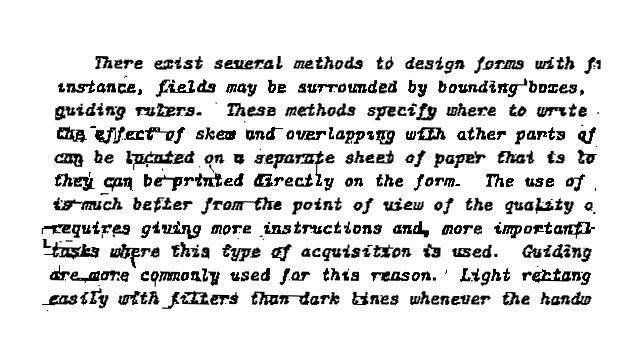 There exist several methods to design forms with fi
instance, fields may be surrounded by bounding boxes,
guiding rulers. These methods specify where to write
the effect of skew and overlapping with other parts of
can be located on a separate sheet of paper that is to
they can be printed directly on the form. The use of
is much better from the point of view of the quality o
requires giving more instructions and, more importantl
tasks where this type of acquisition is used. Guiding
are more commonly used for this reason. Light rectang
easily with filters than dark lines whenever the handw